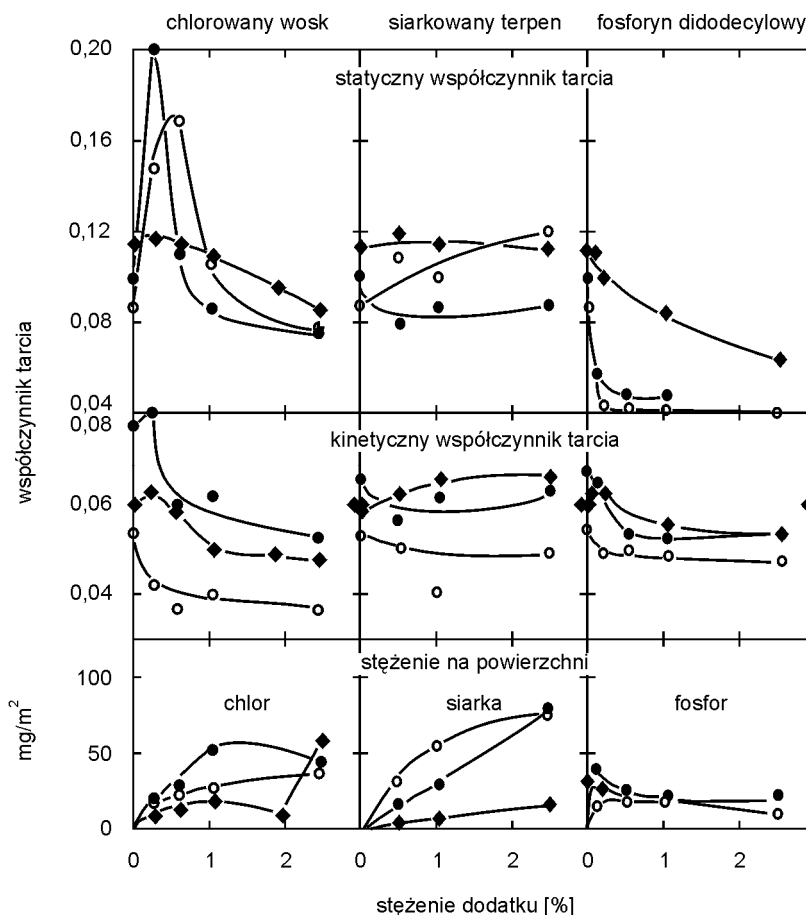 chlorowany wosk siarkowany terpen fosforyn didodecylowy
0,20
statyczny współczynnik tarcia
0,16
0,12
0,08
0,04
współczynnik tarcia
0,08
kinetyczny współczynnik tarcia
0,06
0,04
stężenie na powierzchni
mg/m²
100
chlor siarka fosfor
50
0
0 1 2 0 1 2 0 1 2
stężenie dodatku [%]